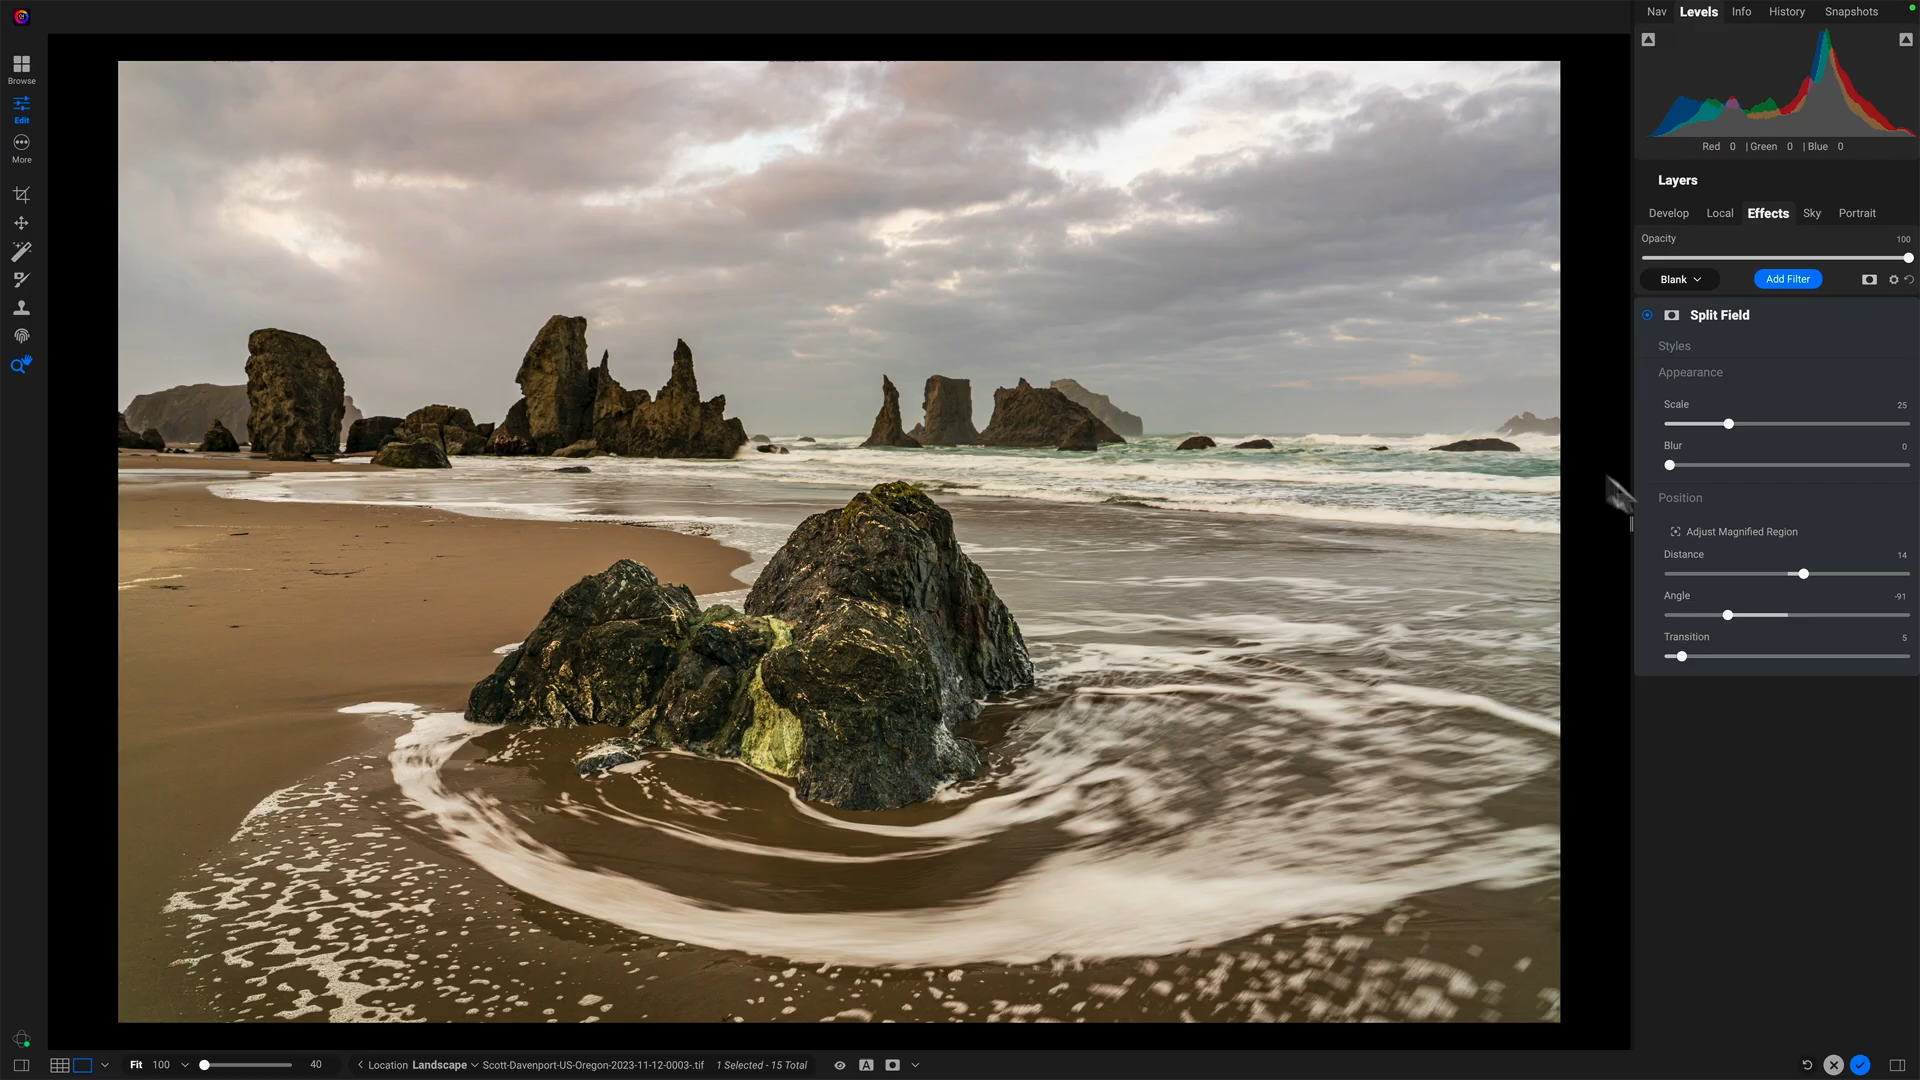 Nav Levels Info History Snapshots
Browse
Edit
More
Red 0 | Green 0 | Blue 0
Layers
Develop Local Effects Sky Portrait
Opacity 100
Blank Add Filter
Split Field
Styles
Appearance
Scale 25
Blur 0
Position
Adjust Magnified Region
Distance 14
Angle -91
Transition 5
Fit 100 40 Location Landscape Scott-Davenport-US-Oregon-2023-11-12-0003-.tif 1 Selected - 15 Total A